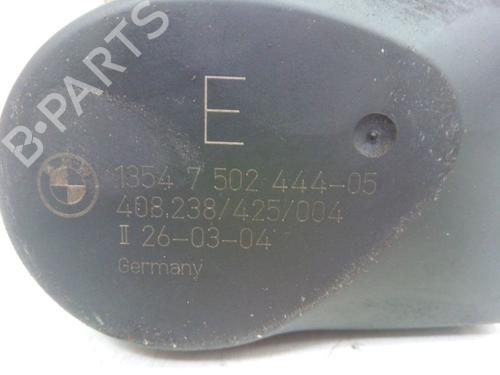 E
1354 7 502 444-05
408.238/425/004
II 26-03-04
Germany
B-PARTS